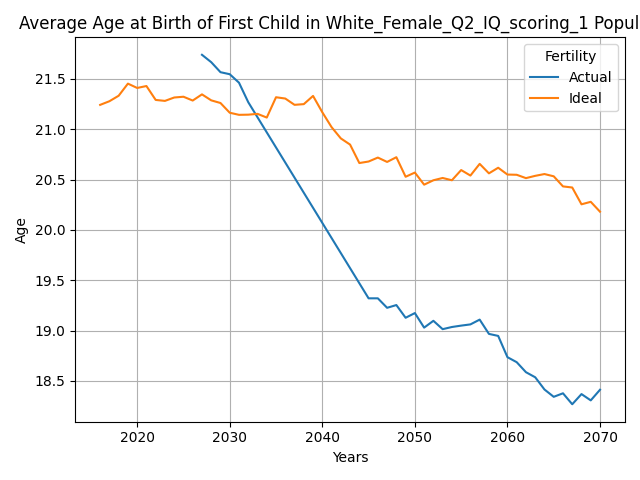 Average Age at Birth of First Child in White_Female_Q2_IQ_scoring_1 Popul
Fertility
Actual
Ideal
21.5
21.0
20.5
20.0
19.5
19.0
18.5
Age
2020 2030 2040 2050 2060 2070
Years